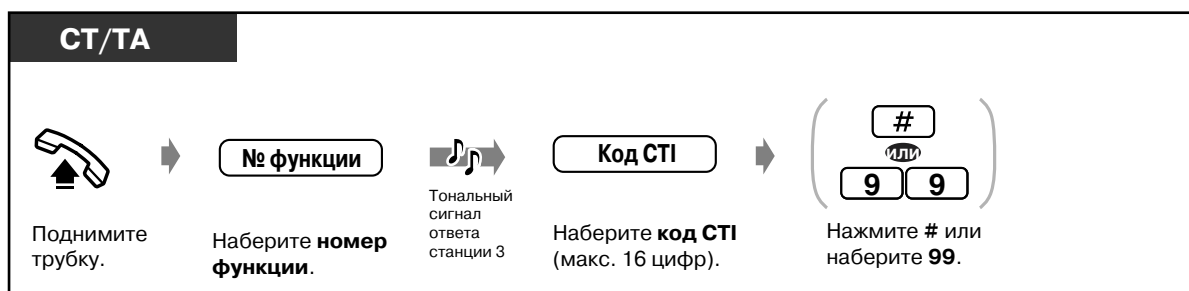 СТ/ТА
№ функции
Код CTI
#
или
9 9
Тональный
сигнал
ответа
станции 3
Поднимите
трубку.
Наберите номер
функции.
Наберите код CTI
(макс. 16 цифр).
Нажмите # или
наберите 99.